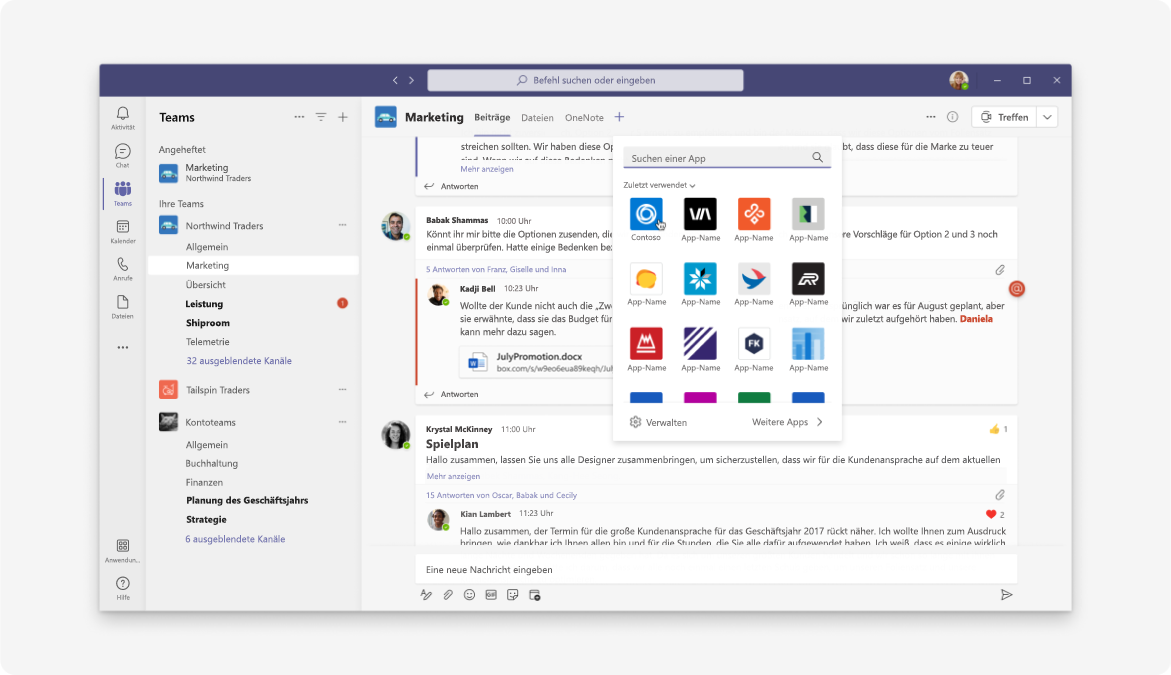 Befehl suchen oder eingeben
Aktivität
Chat
Teams
Kalender
Anrufe
Dateien
Anwendun...
Hilfe
Teams
Angeheftet
Marketing
Northwind Traders
Ihre Teams
Northwind Traders
Allgemein
Marketing
Übersicht
Leistung
1
Shiproom
Telemetrie
32 ausgeblendete Kanäle
Tailspin Traders
Kontoteams
Allgemein
Buchhaltung
Finanzen
Planung des Geschäftsjahrs
Strategie
6 ausgeblendete Kanäle
Marketing Beiträge Dateien OneNote
Treffen
streichen sollten. Wir haben diese Op
bt, dass diese für die Marke zu teuer
Mehr anzeigen
Antworten
Babak Shammas 10:00 Uhr
Könnt ihr mir bitte die Optionen zusenden, die
re Vorschläge für Option 2 und 3 noch
einmal überprüfen. Hatte einige Bedenken bez
5 Antworten von Franz, Giselle und Inna
Kadji Bell 10:23 Uhr
Wollte der Kunde nicht auch die „Zwe
ünglich war es für August geplant, aber
sie erwähnte, dass sie das Budget für
wir zuletzt aufgehört haben. Daniela
kann mehr dazu sagen.
JulyPromotion.docx
box.com/s/w9eo6eua89keqh/Jul
Antworten
Suchen einer App
Zuletzt verwendet
Contoso App-Name App-Name App-Name
App-Name App-Name App-Name App-Name
FK
App-Name App-Name App-Name App-Name
Verwalten
Weitere Apps
Krystal McKinney 11:00 Uhr
1
Spielplan
Hallo zusammen, lassen Sie uns alle Designer zusammenbringen, um sicherzustellen, dass wir für die Kundenansprache auf dem aktuellen
Mehr anzeigen
15 Antworten von Oscar, Babak und Cecily
Kian Lambert 11:23 Uhr
2
Hallo zusammen, der Termin für die große Kundenansprache für das Geschäftsjahr 2017 rückt näher. Ich wollte Ihnen zum Ausdruck
bringen, wie dankbar ich Ihnen allen bin und für die Stunden, die Sie alle dafür aufgewendet haben. Ich weiß, dass es einige wirklich
Eine neue Nachricht eingeben
GIF